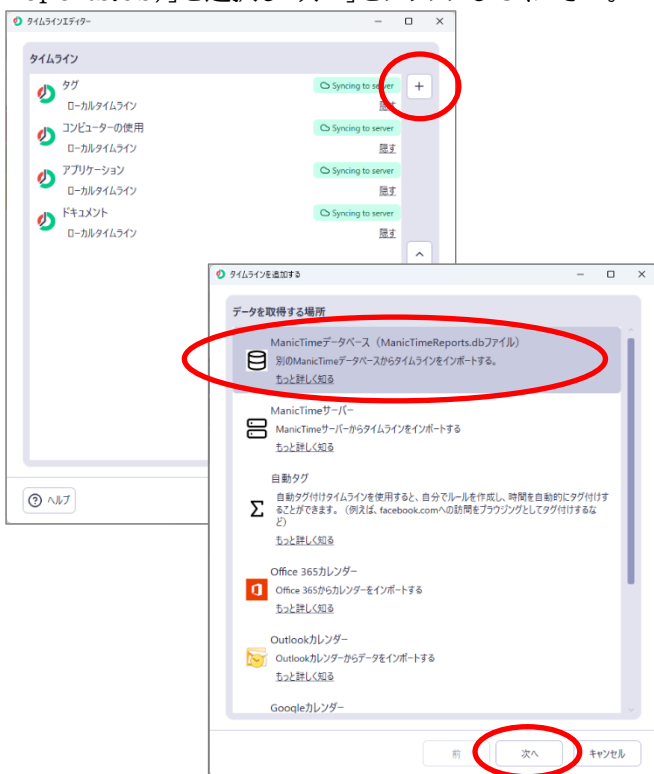 タイムラインエディター
タイムライン
タグ
Syncing to server
ローカルタイムライン
隠す
コンピューターの使用
Syncing to server
ローカルタイムライン
隠す
アプリケーション
Syncing to server
ローカルタイムライン
隠す
ドキュメント
Syncing to server
ローカルタイムライン
隠す
ヘルプ
タイムラインを追加する
データを取得する場所
ManicTimeデータベース（ManicTimeReports.dbファイル）
別のManicTimeデータベースからタイムラインをインポートする。
もっと詳しく知る
ManicTimeサーバー
ManicTimeサーバーからタイムラインをインポートする
もっと詳しく知る
自動タグ
自動タグ付けタイムラインを使用すると、自分でルールを作成し、時間を自動的にタグ付けす
ることができます。（例えば、facebook.comへの訪問をブラウジングとしてタグ付けするな
ど）
もっと詳しく知る
Office 365カレンダー
Office 365からカレンダーをインポートする
もっと詳しく知る
Outlookカレンダー
Outlookカレンダーからデータをインポートする
もっと詳しく知る
Googleカレンダー
前
次へ
キャンセル